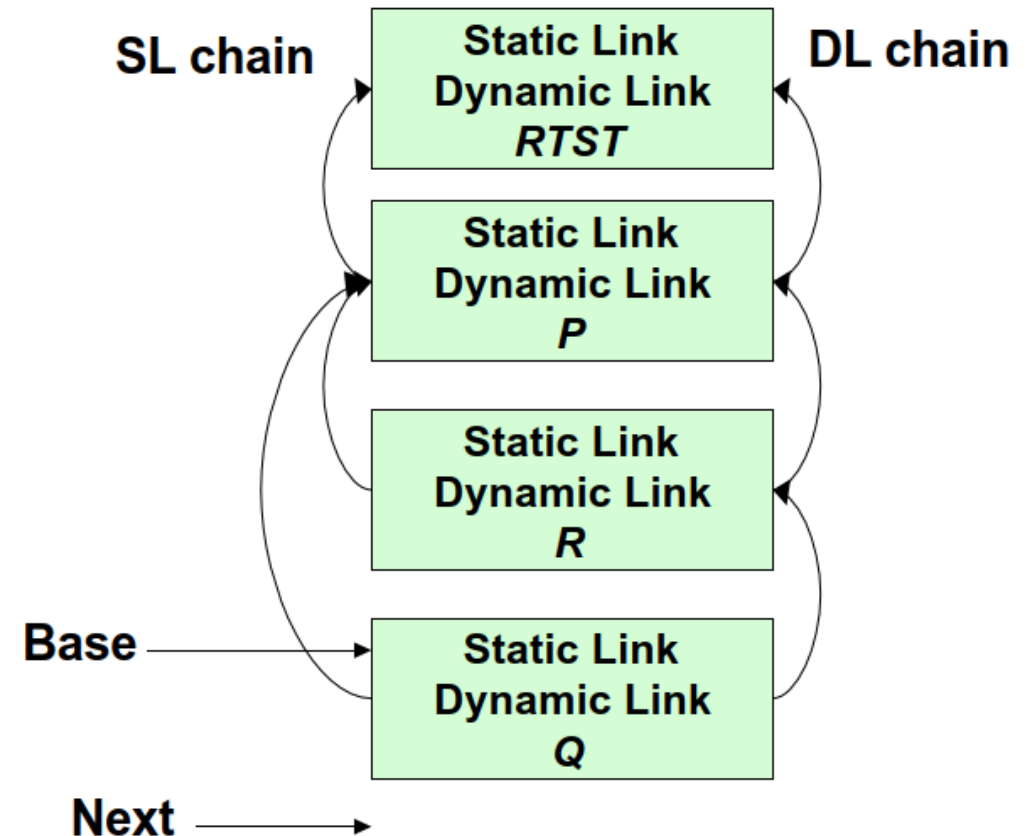 SL chain
DL chain
Static Link
Dynamic Link
RTST
Static Link
Dynamic Link
P
Static Link
Dynamic Link
R
Base
Static Link
Dynamic Link
Q
Next